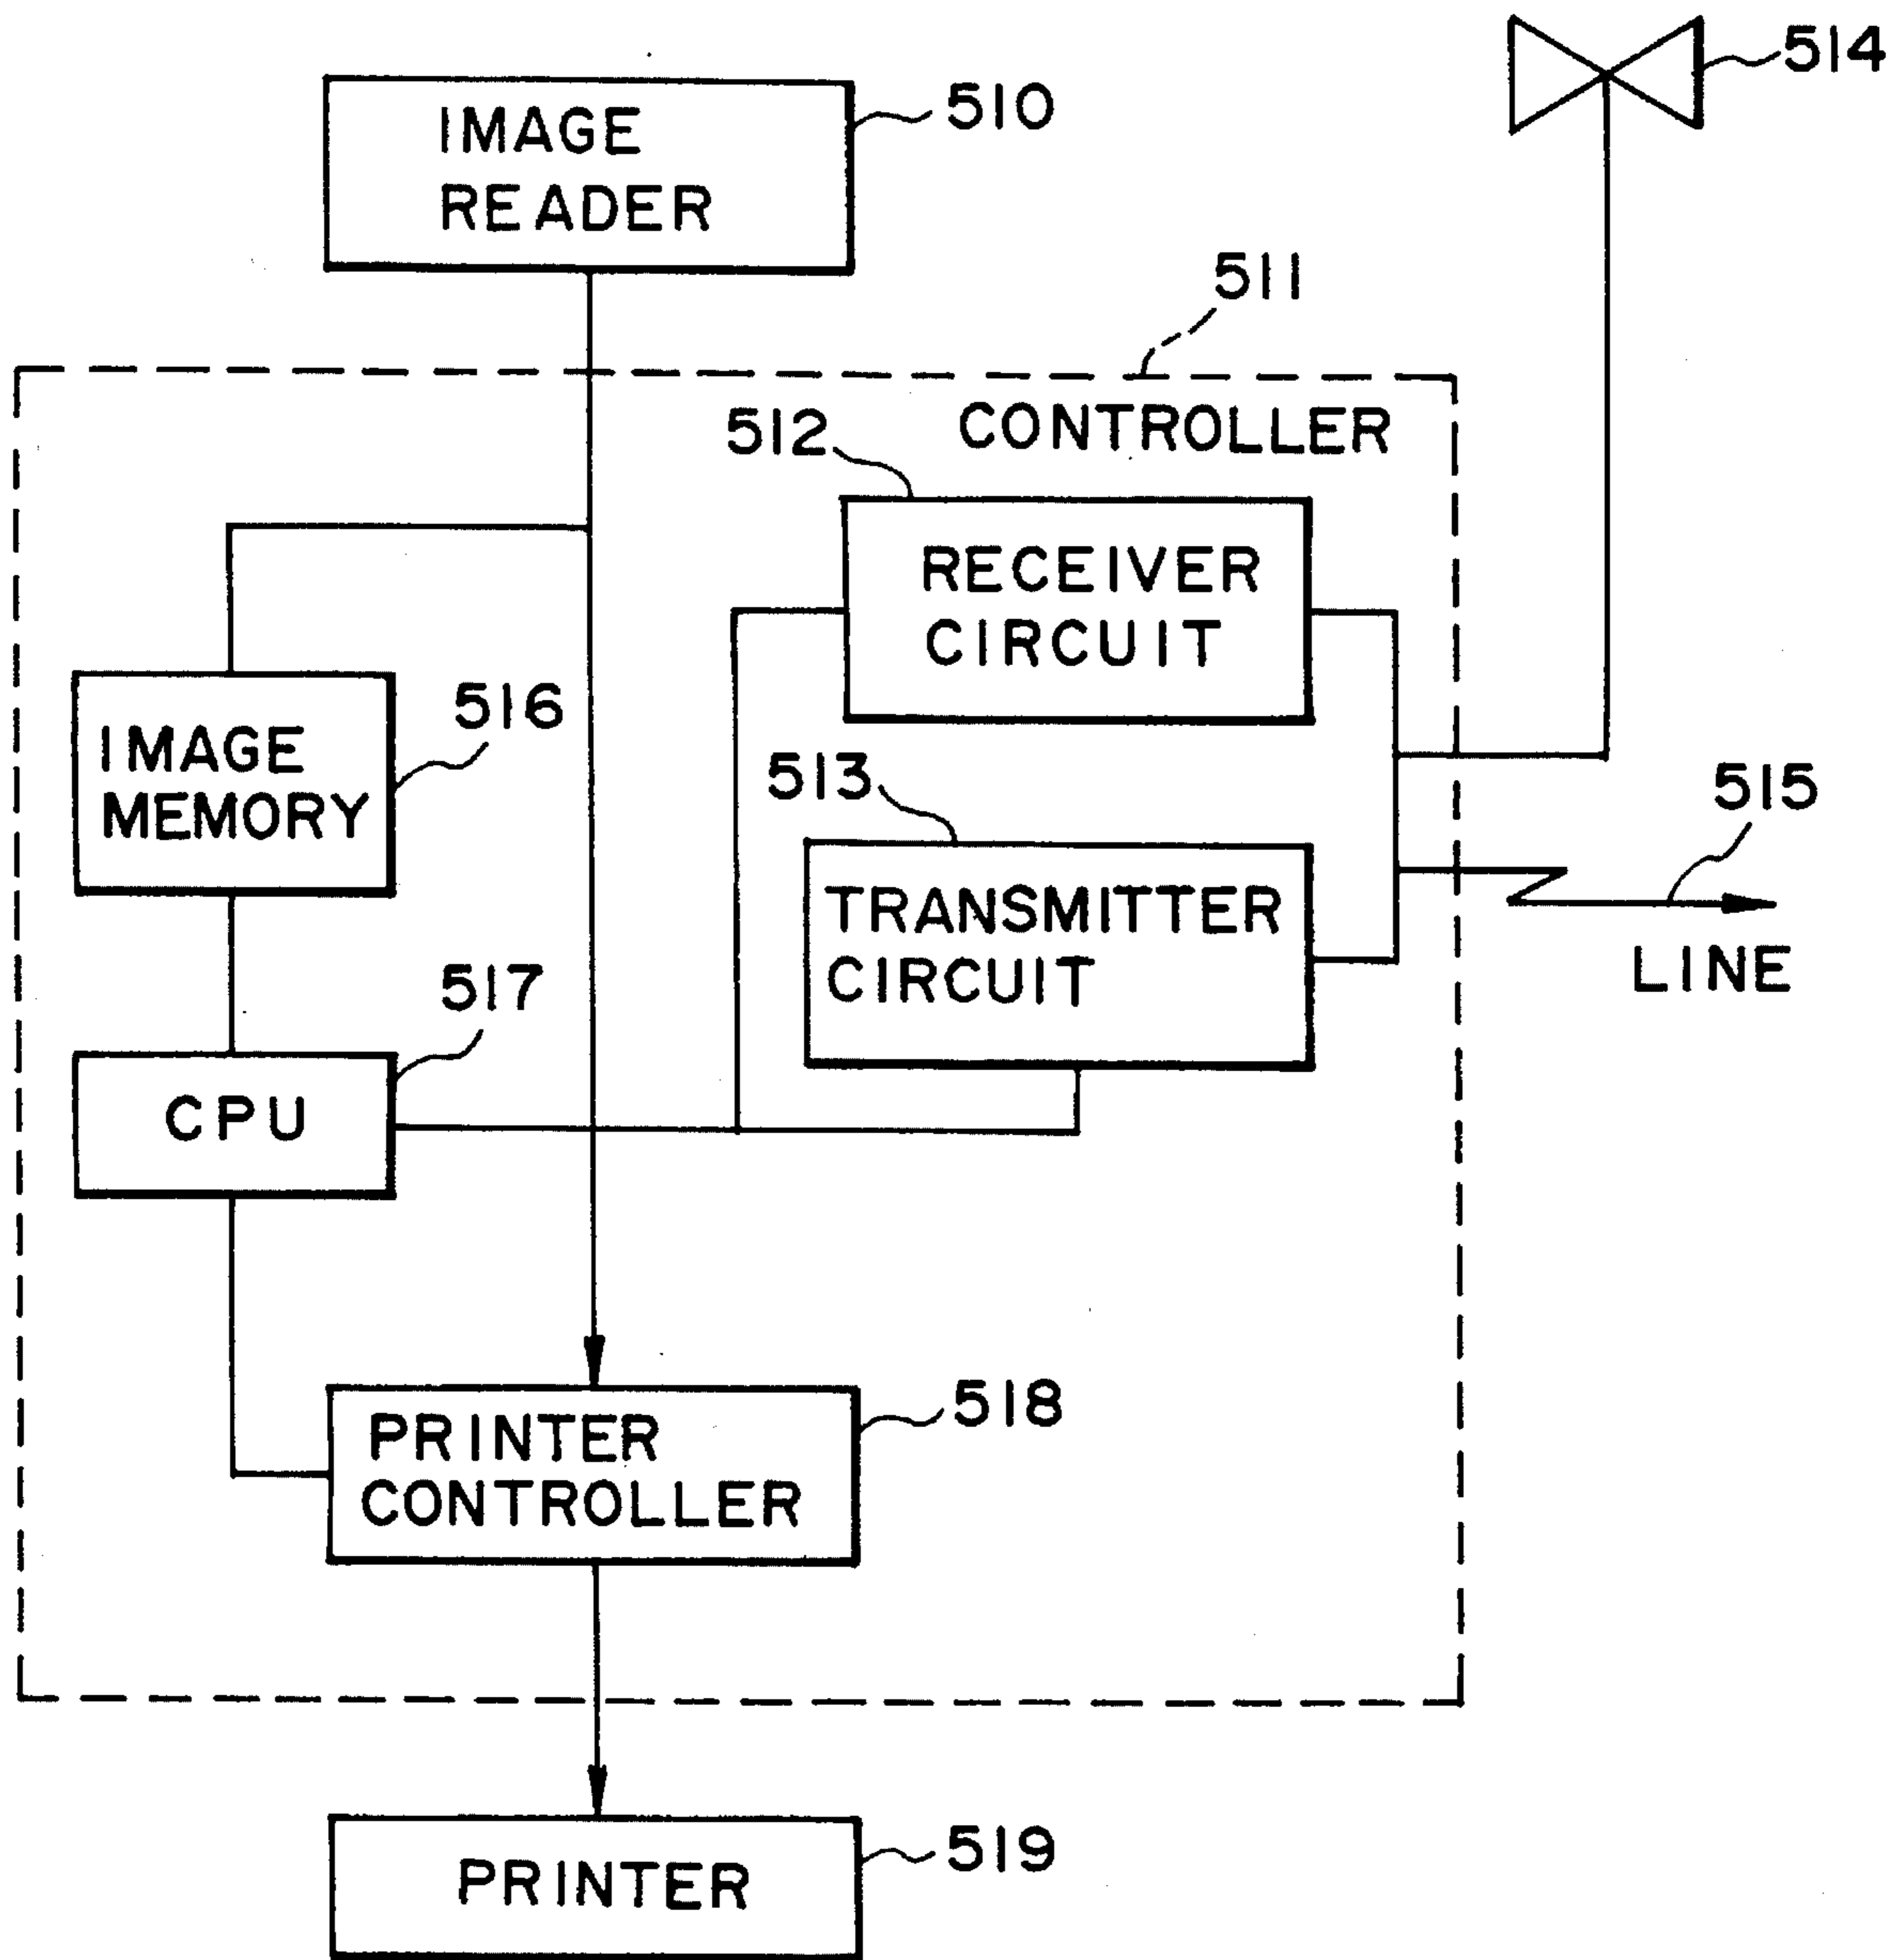 514
IMAGE
READER
510
511
CONTROLLER
512
RECEIVER
CIRCUIT
IMAGE
MEMORY
516
513
TRANSMITTER
CIRCUIT
515
LINE
517
CPU
PRINTER
CONTROLLER
518
PRINTER
519